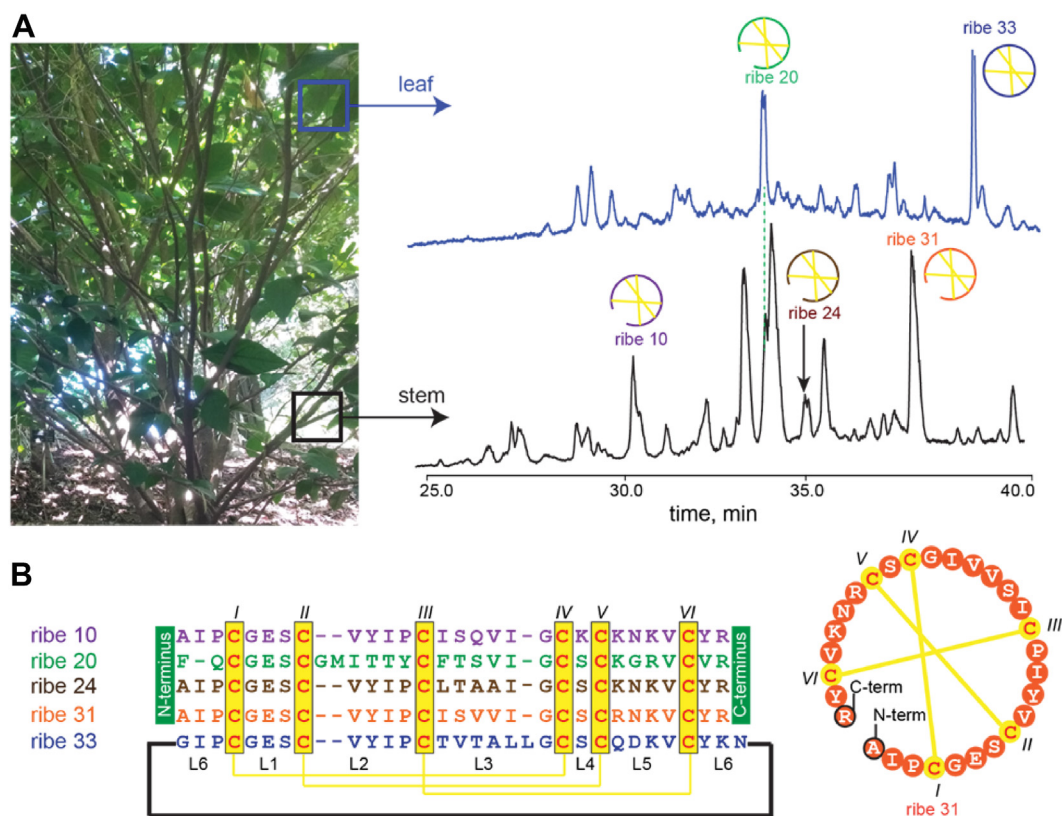 A
leaf
ribe 20
ribe 33
stem
ribe 10
ribe 24
ribe 31
25.0 30.0 35.0 40.0
time, min
B
I II III IV V VI
N-terminus
C-terminus
ribe 10 AIPCGESC--VYIPCISQVI-GCKCKNKVCYR
ribe 20 F-QCGESCGMITTYCFTSVI-GCSCKGRVCVR
ribe 24 AIPCGESC--VYIPCLTAAI-GCSCKNKVCYR
ribe 31 AIPCGESC--VYIPCISVVI-GCSCRNKVCYR
ribe 33 GIPCGESC--VYIPCTVTALLGCSCQDKVCYKN
L6 L1 L2 L3 L4 L5 L6
I II III IV V VI
AIPCGESCVYIPCISVVIGCSCRNKVCYR
C-term
N-term
ribe 31